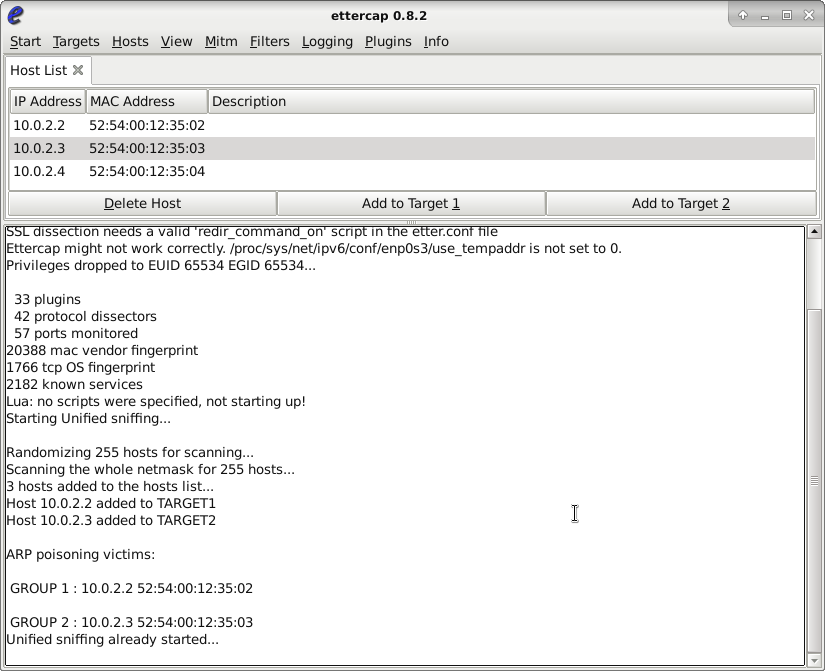 ettercap 0.8.2
Start Targets Hosts View Mitm Filters Logging Plugins Info
Host List
IP Address MAC Address Description
10.0.2.2 52:54:00:12:35:02
10.0.2.3 52:54:00:12:35:03
10.0.2.4 52:54:00:12:35:04
Delete Host Add to Target 1 Add to Target 2
SSL dissection needs a valid 'redir_command_on' script in the etter.conf file
Ettercap might not work correctly. /proc/sys/net/ipv6/conf/enp0s3/use_tempaddr is not set to 0.
Privileges dropped to EUID 65534 EGID 65534...
33 plugins
42 protocol dissectors
57 ports monitored
20388 mac vendor fingerprint
1766 tcp OS fingerprint
2182 known services
Lua: no scripts were specified, not starting up!
Starting Unified sniffing...
Randomizing 255 hosts for scanning...
Scanning the whole netmask for 255 hosts...
3 hosts added to the hosts list...
Host 10.0.2.2 added to TARGET1
Host 10.0.2.3 added to TARGET2
ARP poisoning victims:
GROUP 1 : 10.0.2.2 52:54:00:12:35:02
GROUP 2 : 10.0.2.3 52:54:00:12:35:03
Unified sniffing already started...